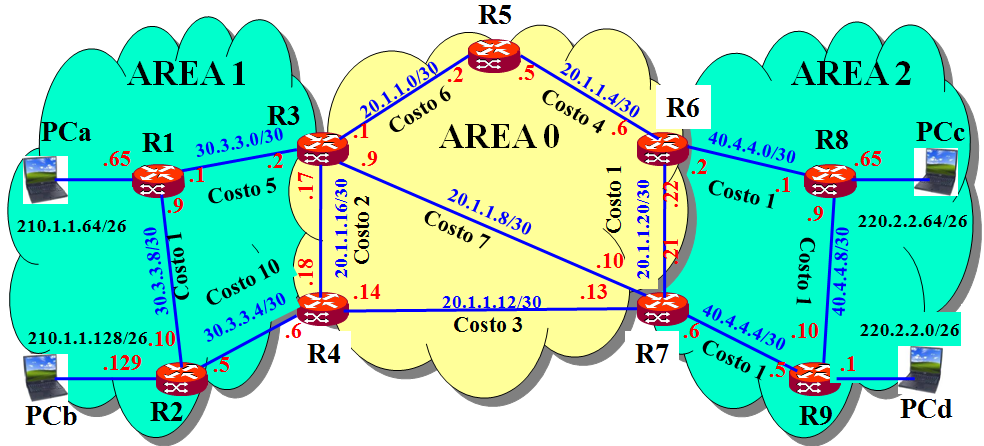 R5
AREA 1
AREA 2
.2
.5
20.1.1.0/30
20.1.1.4/30
R3
R6
PCa
R1
30.3.3.0/30
.1
Costo 6
AREA 0
Costo 4
.6
40.4.4.0/30
R8
PCc
.65
.1
.2
.9
.2
.1
.65
Costo 5
Costo 1
.9
.17
.22
.9
210.1.1.64/26
220.2.2.64/26
30.3.3.8/30
Costo 1
20.1.1.16/30
Costo 2
20.1.1.8/30
Costo 7
Costo 1
20.1.1.20/30
Costo 1
40.4.4.8/30
Costo 10
.18
.10
.21
30.3.3.4/30
.14
20.1.1.12/30
.13
40.4.4.4/30
210.1.1.128/26
.10
.6
Costo 3
.6
.10
220.2.2.0/26
.129
.5
R4
R7
Costo 1
.5
.1
PCb
R2
R9
PCd